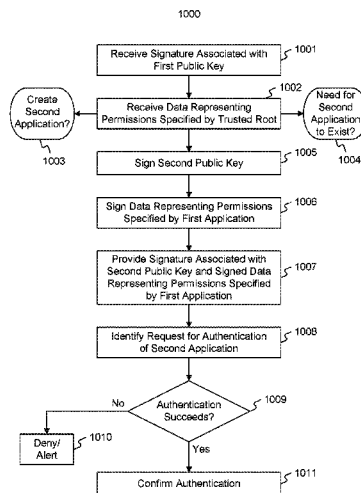 1000
Receive Signature Associated with
First Public Key
1001
1002
Create
Second
Application?
1003
Receive Data Representing
Permissions Specified by Trusted Root
Need for
Second
Application
to Exist?
1004
Sign Second Public Key
1005
Sign Data Representing Permissions
Specified by First Application
1006
Provide Signature Associated with
Second Public Key and Signed Data
Representing Permissions Specified
by First Application
1007
Identify Request for Authentication
of Second Application
1008
Authentication
Succeeds?
1009
No
Deny/
Alert
1010
Yes
Confirm Authentication
1011